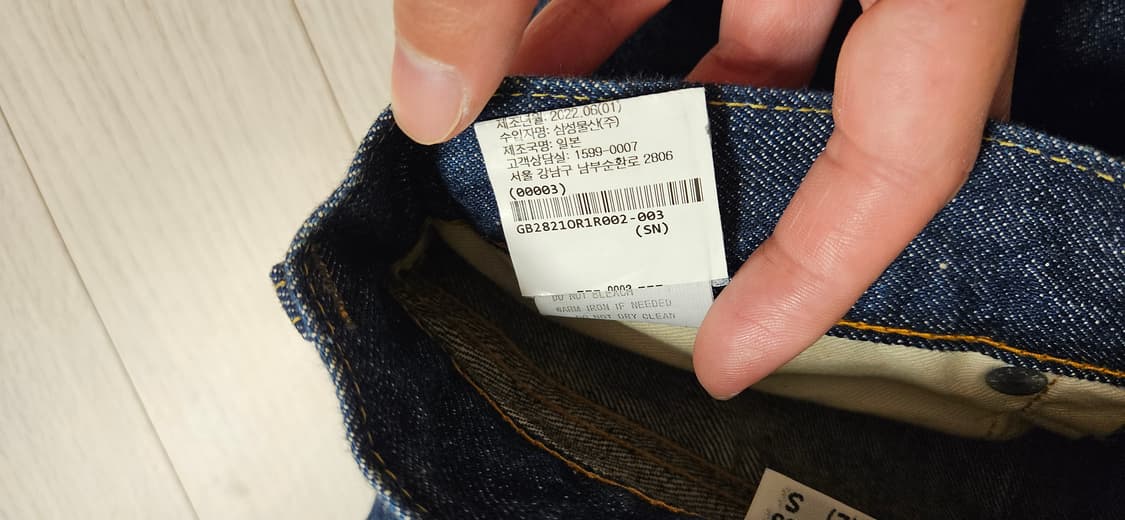 제조년월: 2022.06(01)
수입자명: 삼성물산(주)
제조국명: 일본
고객상담실: 1599-0007
서울 강남구 남부순환로 2806
(00003)
GB2821OR1R002-003
(SN)
--- 0003 ---
DO NOT BLEACH
WARM IRON IF NEEDED
DO NOT DRY CLEAN
S